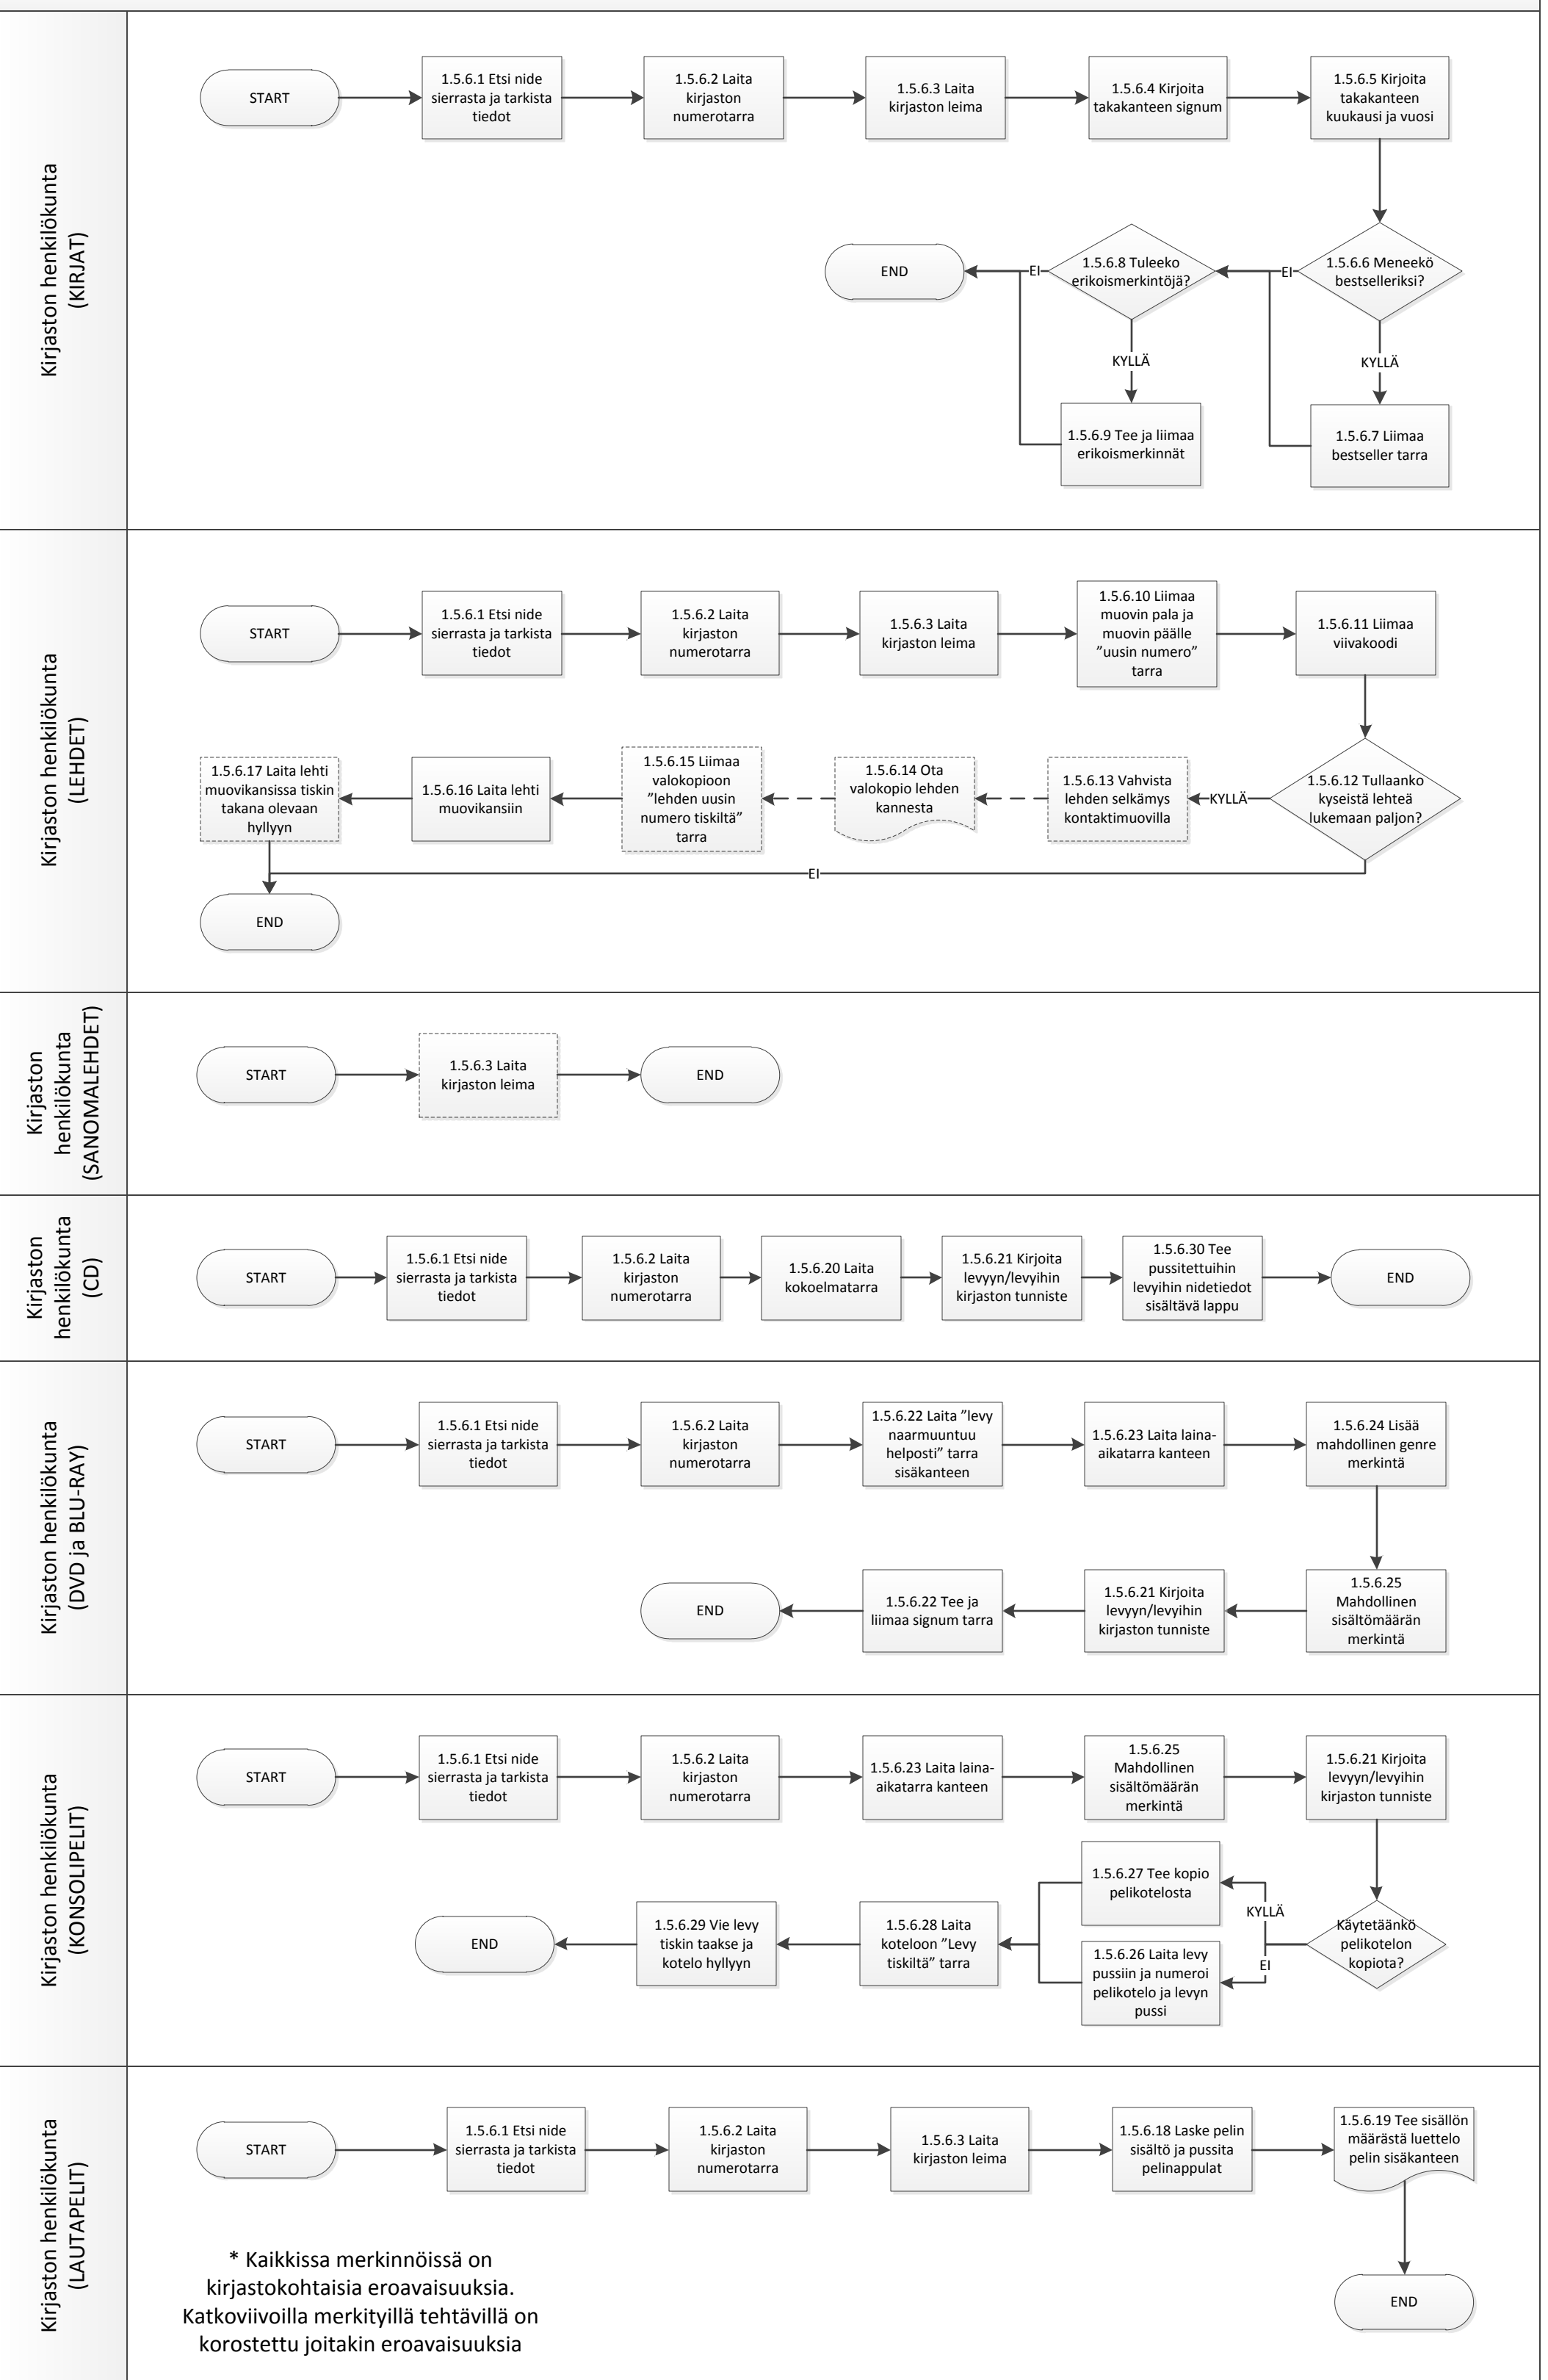 Kirjaston henkilökunta
(KIRJAT)
START
1.5.6.1 Etsi nide
sierrasta ja tarkista
tiedot
1.5.6.2 Laita
kirjaston
numerotarra
1.5.6.3 Laita
kirjaston leima
1.5.6.4 Kirjoita
takakanteen signum
1.5.6.5 Kirjoita
takakanteen
kuukausi ja vuosi
1.5.6.6 Meneekö
bestselleriksi?
EI
KYLLÄ
1.5.6.7 Liimaa
bestseller tarra
1.5.6.8 Tuleeko
erikoismerkintöjä?
EI
KYLLÄ
1.5.6.9 Tee ja liimaa
erikoismerkinnät
END
Kirjaston henkilökunta
(LEHDET)
START
1.5.6.1 Etsi nide
sierrasta ja tarkista
tiedot
1.5.6.2 Laita
kirjaston
numerotarra
1.5.6.3 Laita
kirjaston leima
1.5.6.10 Liimaa
muovin pala ja
muovin päälle
”uusin numero”
tarra
1.5.6.11 Liimaa
viivakoodi
1.5.6.12 Tullaanko
kyseistä lehteä
lukemaan paljon?
KYLLÄ
1.5.6.13 Vahvista
lehden selkämys
kontaktimuovilla
1.5.6.14 Ota
valokopio lehden
kannesta
1.5.6.15 Liimaa
valokopioon
”lehden uusin
numero tiskiltä”
tarra
1.5.6.16 Laita lehti
muovikansiin
1.5.6.17 Laita lehti
muovikansissa tiskin
takana olevaan
hyllyyn
EI
END
Kirjaston
henkilökunta
(SANOMALEHDET)
START
1.5.6.3 Laita
kirjaston leima
END
Kirjaston
henkilökunta
(CD)
START
1.5.6.1 Etsi nide
sierrasta ja tarkista
tiedot
1.5.6.2 Laita
kirjaston
numerotarra
1.5.6.20 Laita
kokoelmatarra
1.5.6.21 Kirjoita
levyyn/levyihin
kirjaston tunniste
1.5.6.30 Tee
pussitettuihin
levyihin nidetiedot
sisältävä lappu
END
Kirjaston henkilökunta
(DVD ja BLU-RAY)
START
1.5.6.1 Etsi nide
sierrasta ja tarkista
tiedot
1.5.6.2 Laita
kirjaston
numerotarra
1.5.6.22 Laita ”levy
naarmuuntuu
helposti” tarra
sisäkanteen
1.5.6.23 Laita laina-
aikatarra kanteen
1.5.6.24 Lisää
mahdollinen genre
merkintä
1.5.6.25
Mahdollinen
sisältömäärän
merkintä
1.5.6.21 Kirjoita
levyyn/levyihin
kirjaston tunniste
1.5.6.22 Tee ja
liimaa signum tarra
END
Kirjaston henkilökunta
(KONSOLIPELIT)
START
1.5.6.1 Etsi nide
sierrasta ja tarkista
tiedot
1.5.6.2 Laita
kirjaston
numerotarra
1.5.6.23 Laita laina-
aikatarra kanteen
1.5.6.25
Mahdollinen
sisältömäärän
merkintä
1.5.6.21 Kirjoita
levyyn/levyihin
kirjaston tunniste
Käytetäänkö
pelikotelon
kopiota?
KYLLÄ
EI
1.5.6.27 Tee kopio
pelikotelosta
1.5.6.26 Laita levy
pussiin ja numeroi
pelikotelo ja levyn
pussi
1.5.6.28 Laita
koteloon ”Levy
tiskiltä” tarra
1.5.6.29 Vie levy
tiskin taakse ja
kotelo hyllyyn
END
Kirjaston henkilökunta
(LAUTAPELIT)
START
1.5.6.1 Etsi nide
sierrasta ja tarkista
tiedot
1.5.6.2 Laita
kirjaston
numerotarra
1.5.6.3 Laita
kirjaston leima
1.5.6.18 Laske pelin
sisältö ja pussita
pelinappulat
1.5.6.19 Tee sisällön
määrästä luettelo
pelin sisäkanteen
END
* Kaikkissa merkinnöissä on
kirjastokohtaisia eroavaisuuksia.
Katkoviivoilla merkityillä tehtävillä on
korostettu joitakin eroavaisuuksia